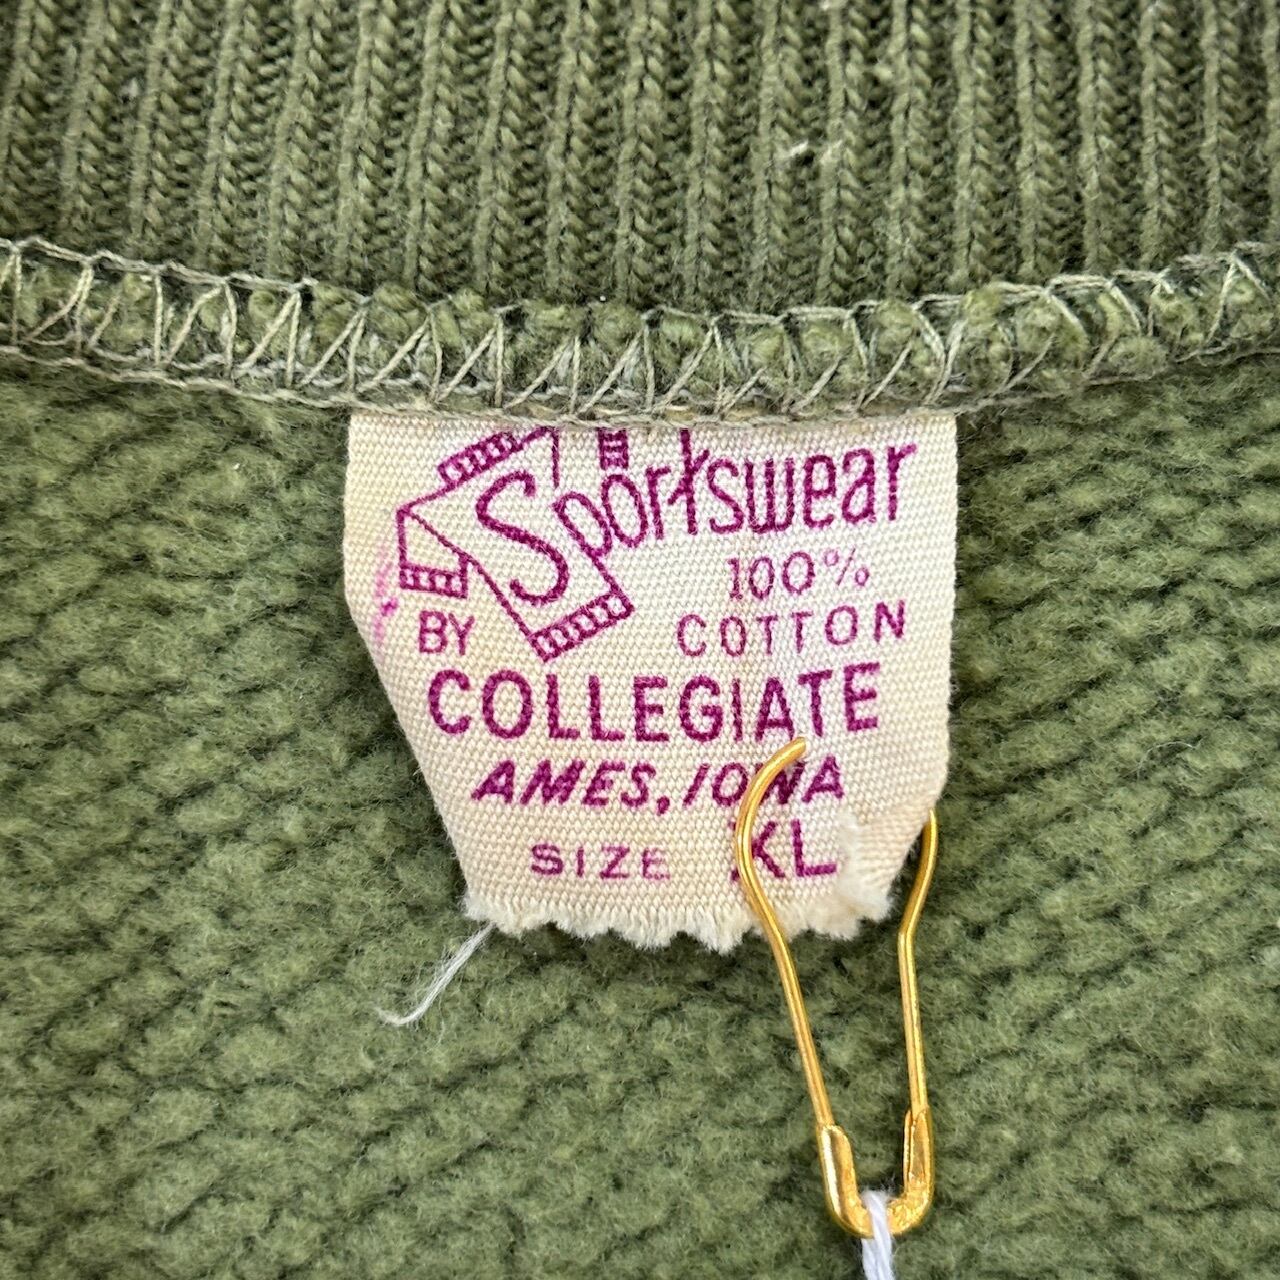 Sportswear
100%
BY COTTON
COLLEGIATE
AMES, IOWA
SIZE XL